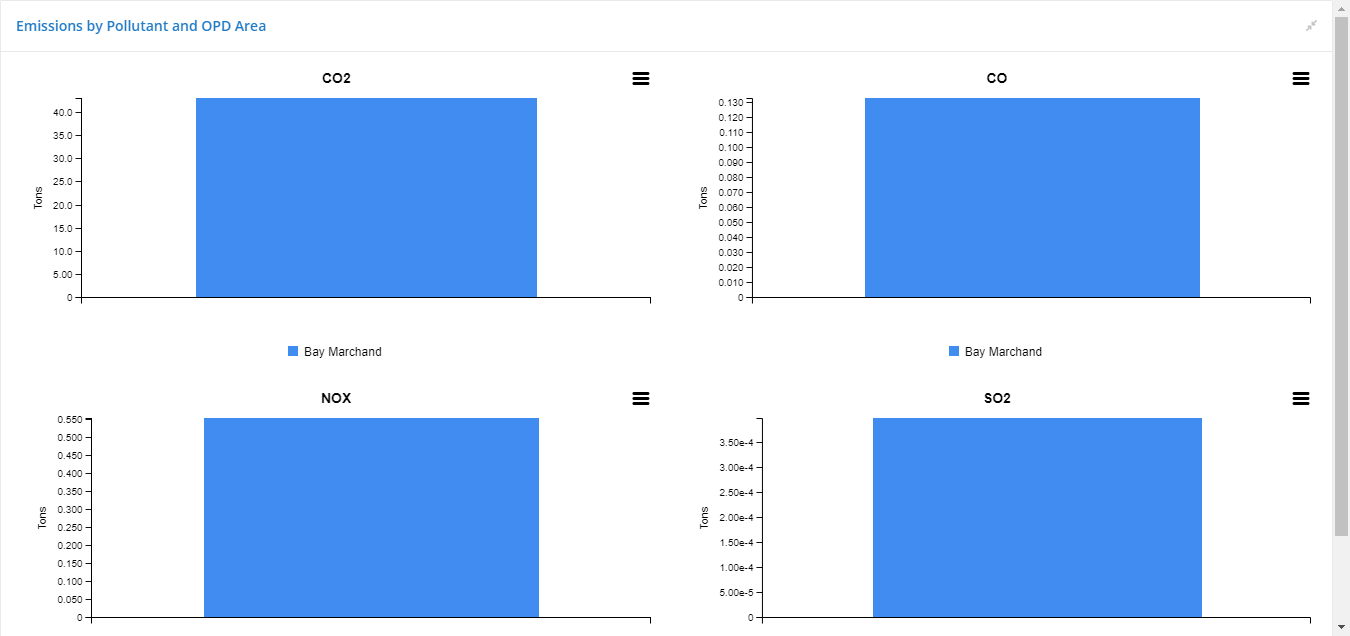 Emissions by Pollutant and OPD Area
CO2
Tons
40.0
35.0
30.0
25.0
20.0
15.0
10.0
5.00
0
Bay Marchand
CO
Tons
0.130
0.120
0.110
0.100
0.090
0.080
0.070
0.060
0.050
0.040
0.030
0.020
0.010
0
Bay Marchand
NOX
Tons
0.550
0.500
0.450
0.400
0.350
0.300
0.250
0.200
0.150
0.100
0.050
0
SO2
Tons
3.50e-4
3.00e-4
2.50e-4
2.00e-4
1.50e-4
1.00e-4
5.00e-5
0